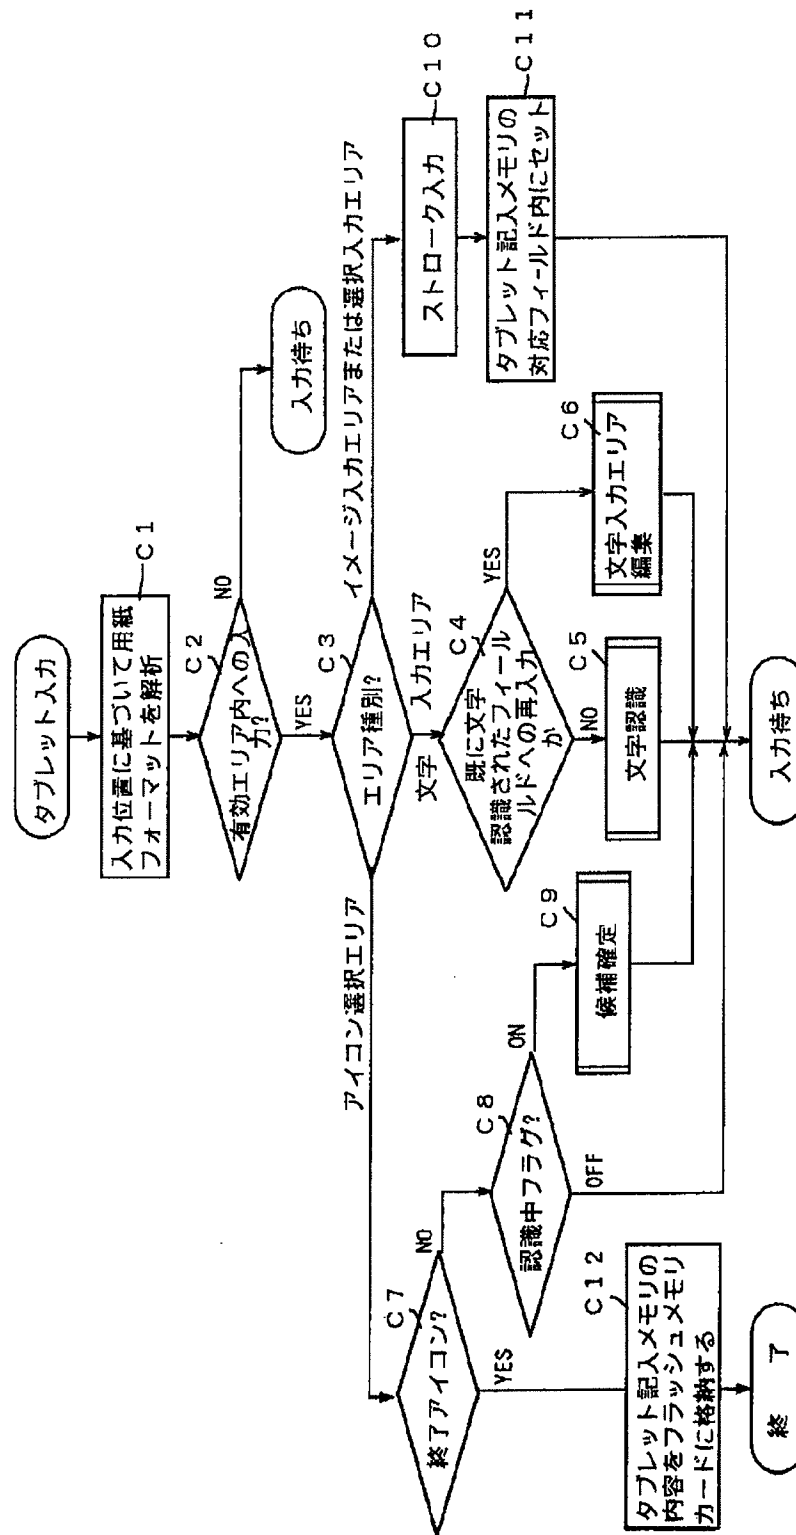 タブレット入力
入力位置に基づいて用紙
フォーマットを解析
C1
C2
有効エリア内への入
力?
NO
入力待ち
YES
C3
エリア種別?
アイコン選択エリア
文字
入力エリア
イメージ入力エリアまたは選択入力エリア
C7
終了アイコン?
NO
YES
C8
認識中フラグ?
ON
OFF
C9
候補確定
C4
既に文字
認識されたフィール
ルドへの再入力
か
YES
NO
C5
文字認識
C6
文字入力エリア
編集
C10
ストローク入力
C11
タブレット記入メモリの
対応フィールド内にセット
C12
タブレット記入メモリの
内容をフラッシュメモリ
カードに格納する
終 了
入力待ち